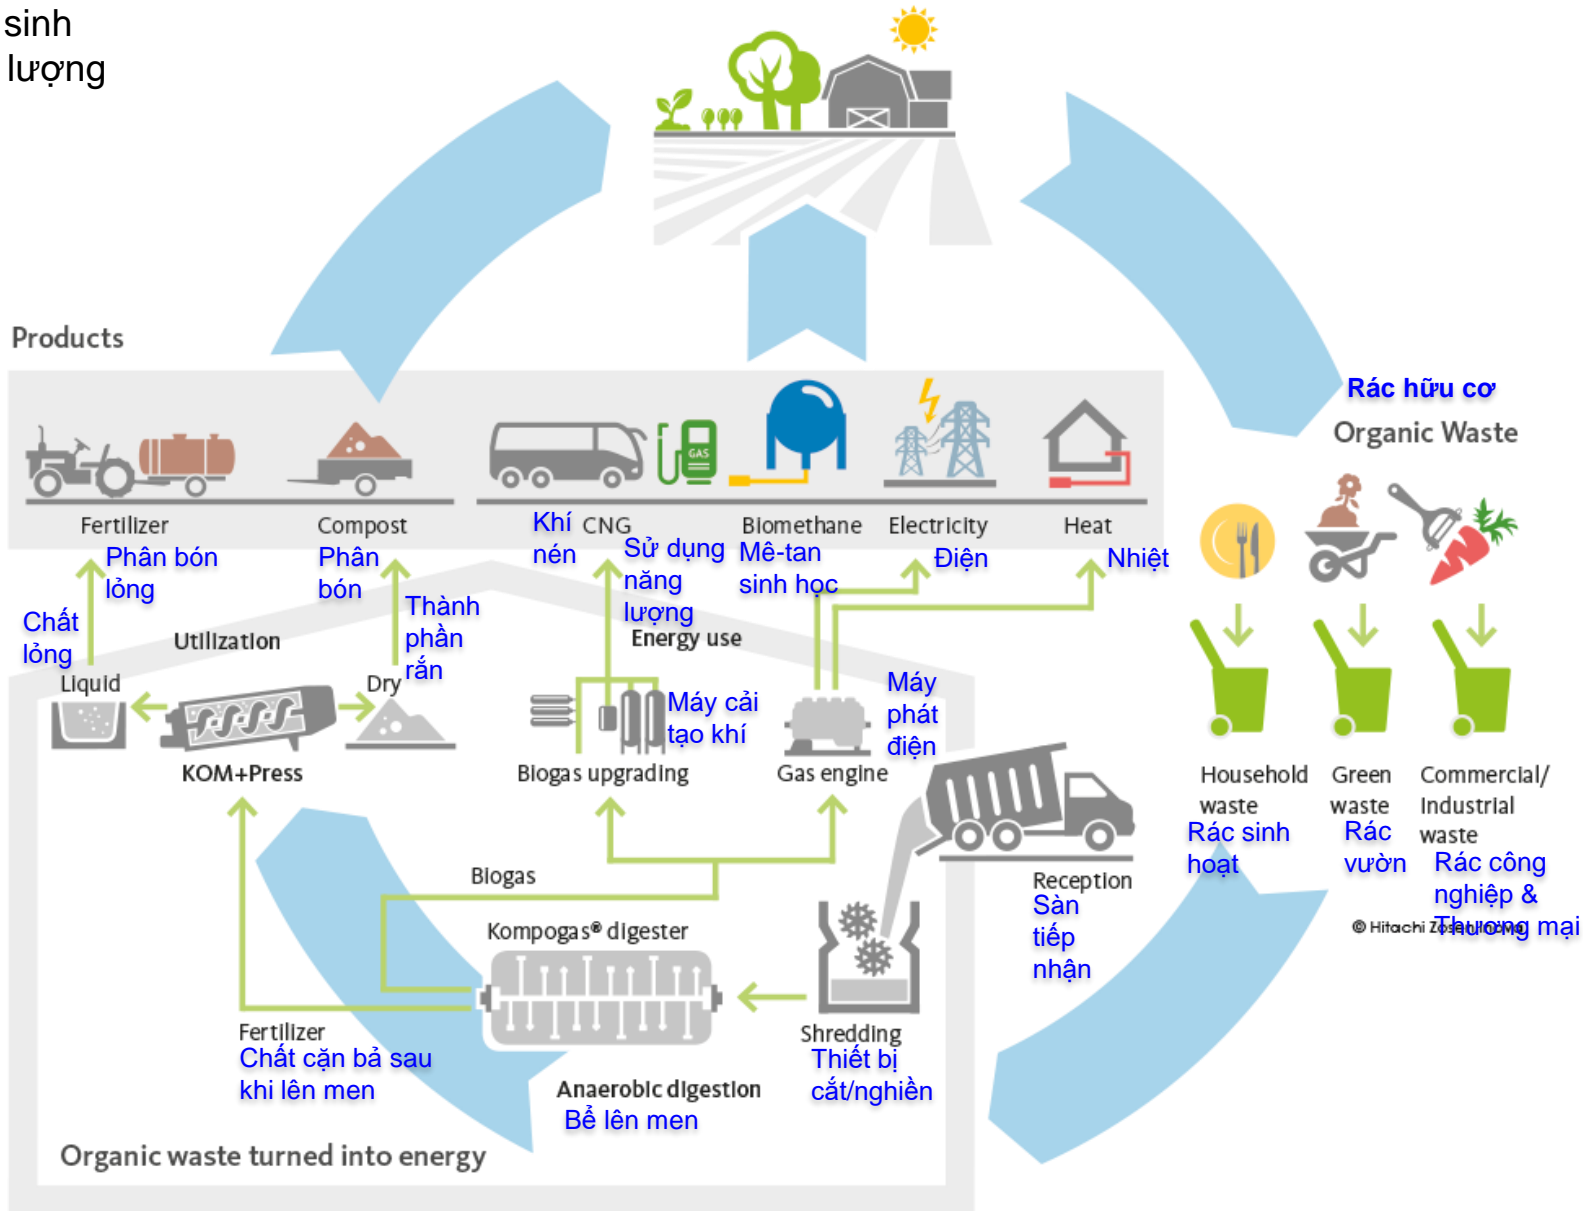 sinh
lượng
Products
Rác hữu cơ
Organic Waste
Fertilizer
Phân bón
lỏng
Compost
Phân
bón
Khí
nén
CNG
Sử dụng
năng
lượng
Biomethane
Mê-tan
sinh học
Electricity
Điện
Heat
Nhiệt
GAS
Chất
lỏng
Utilization
Thành
phần
rắn
Energy use
Liquid
Dry
KOM+Press
Máy cải
tạo khí
Biogas upgrading
Máy
phát
điện
Gas engine
Household
waste
Rác sinh
hoạt
Green
waste
Rác
vườn
Commercial/
Industrial
waste
Rác công
nghiệp &
Thương mại
© Hitachi Zosen Inova
Reception
Sàn
tiếp
nhận
Biogas
Kompogas® digester
Fertilizer
Chất cặn bả sau
khi lên men
Shredding
Thiết bị
cắt/nghiền
Anaerobic digestion
Bể lên men
Organic waste turned into energy